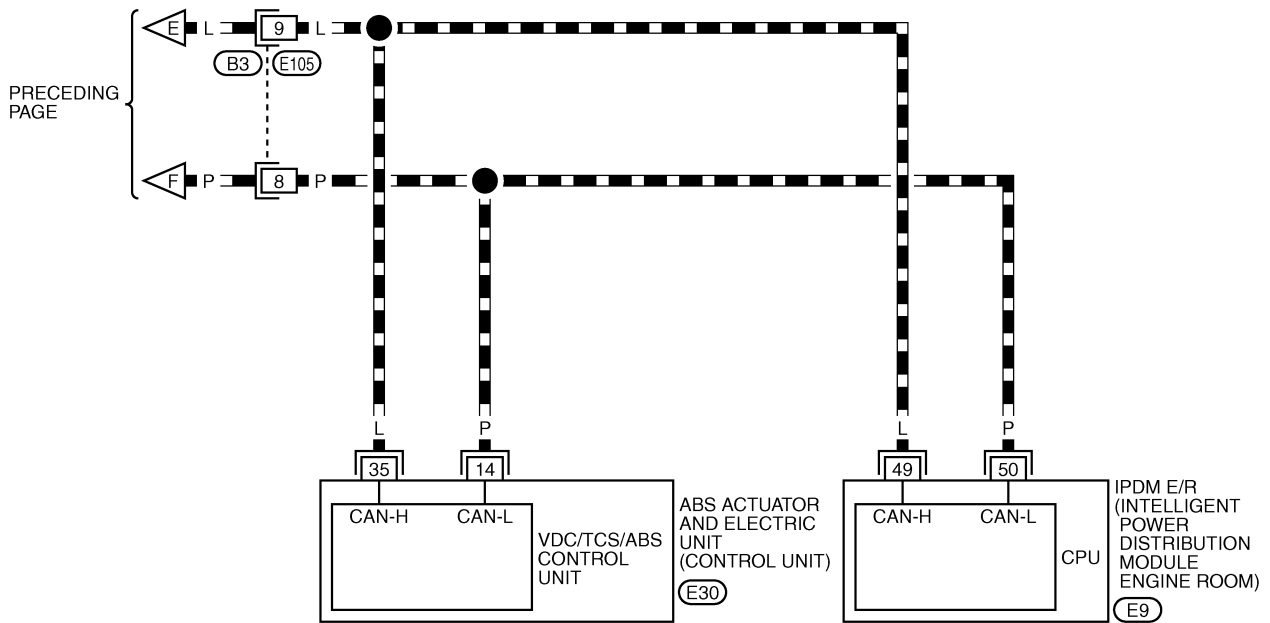 E L 9 L
B3 E105
PRECEDING
PAGE
F P 8 P
L P L P
35 14 49 50
CAN-H CAN-L
VDC/TCS/ABS
CONTROL
UNIT
ABS ACTUATOR
AND ELECTRIC
UNIT
(CONTROL UNIT)
E30
CAN-H CAN-L
CPU
IPDM E/R
(INTELLIGENT
POWER
DISTRIBUTION
MODULE
ENGINE ROOM)
E9